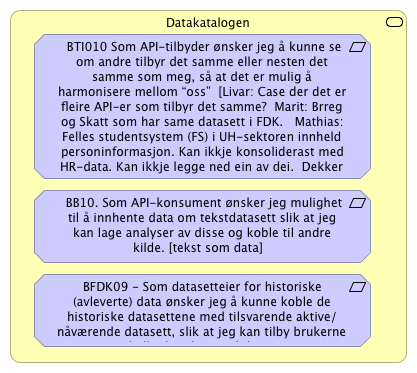 Datakatalogen
BTI010 Som API-tilbyder ønsker jeg å kunne se
om andre tilbyr det samme eller nesten det
samme som meg, så at det er mulig å
harmonisere mellom “oss”  [Livar: Case der det er
fleire API-er som tilbyr det samme?  Marit: Brreg
og Skatt som har same datasett i FDK.   Mathias:
Felles studentsystem (FS) i UH-sektoren innheld
personinformasjon. Kan ikkje konsoliderast med
HR-data. Kan ikkje legge ned ein av dei.  Dekker
BB10. Som API-konsument ønsker jeg mulighet
til å innhente data om tekstdatasett slik at jeg
kan lage analyser av disse og koble til andre
kilde. [tekst som data]
BFDK09 - Som datasetteier for historiske
(avleverte) data ønsker jeg å kunne koble de
historiske datasettene med tilsvarende aktive/
nåværende datasett, slik at jeg kan tilby brukerne